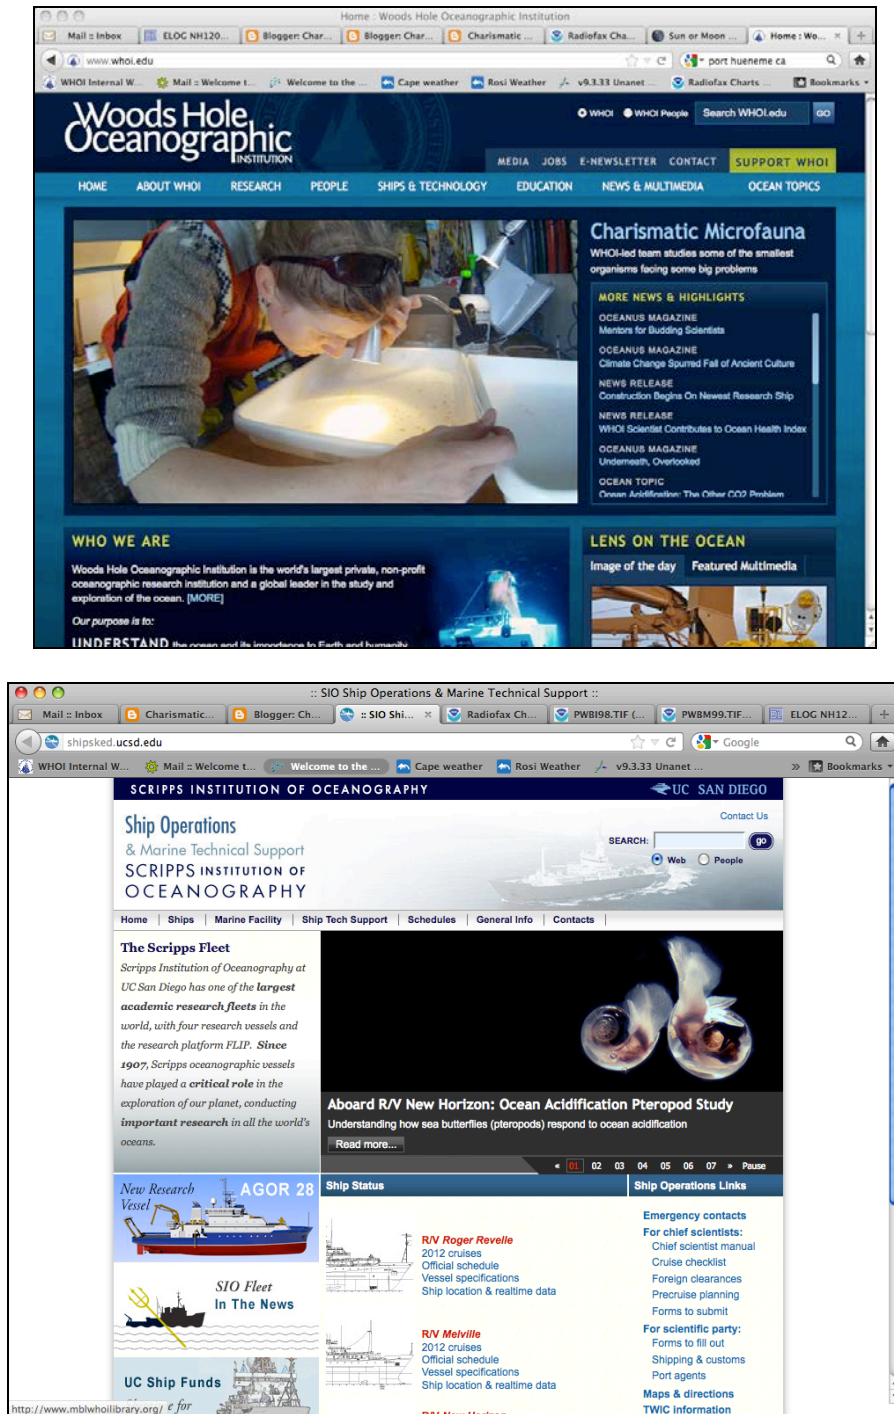 Home : Woods Hole Oceanographic Institution
Mail :: Inbox ELOG NH120... Blogger: Char... Blogger: Char... Charismatic ... Radiofax Cha... Sun or Moon ... Home : Wo...
www.whoi.edu port hueneme ca
WHOI Internal W... Mail :: Welcome t... Welcome to the ... Cape weather Rosi Weather v9.3.33 Unanet ... Radiofax Charts ... Bookmarks
Woods Hole
Oceanographic
INSTITUTION
WHOI WHOI People Search WHOI.edu GO
MEDIA JOBS E-NEWSLETTER CONTACT SUPPORT WHOI
HOME ABOUT WHOI RESEARCH PEOPLE SHIPS & TECHNOLOGY EDUCATION NEWS & MULTIMEDIA OCEAN TOPICS
Charismatic Microfauna
WHOI-led team studies some of the smallest
organisms facing some big problems
MORE NEWS & HIGHLIGHTS
OCEANUS MAGAZINE
Mentors for Budding Scientists
OCEANUS MAGAZINE
Climate Change Spurred Fall of Ancient Culture
NEWS RELEASE
Construction Begins On Newest Research Ship
NEWS RELEASE
WHOI Scientist Contributes to Ocean Health Index
OCEANUS MAGAZINE
Underneath, Overlooked
OCEAN TOPIC
Ocean Acidification: The Other CO2 Problem
WHO WE ARE
Woods Hole Oceanographic Institution is the world's largest private, non-profit
oceanographic research institution and a global leader in the study and
exploration of the ocean. [MORE]
Our purpose is to:
UNDERSTAND the ocean and its importance to Earth and humanity
LENS ON THE OCEAN
Image of the day Featured Multimedia
:: SIO Ship Operations & Marine Technical Support ::
Mail :: Inbox Charismatic... Blogger: Ch... :: SIO Shi... Radiofax Ch... PWBI98.TIF (... PWBM99.TIF... ELOG NH12...
shipsked.ucsd.edu Google
WHOI Internal W... Mail :: Welcome t... Welcome to the ... Cape weather Rosi Weather v9.3.33 Unanet ... Bookmarks
SCRIPPS INSTITUTION OF OCEANOGRAPHY UC SAN DIEGO
Contact Us
Ship Operations
& Marine Technical Support
SCRIPPS INSTITUTION OF
OCEANOGRAPHY
SEARCH: go
Web People
Home Ships Marine Facility Ship Tech Support Schedules General Info Contacts
The Scripps Fleet
Scripps Institution of Oceanography at
UC San Diego has one of the largest
academic research fleets in the
world, with four research vessels and
the research platform FLIP. Since
1907, Scripps oceanographic vessels
have played a critical role in the
exploration of our planet, conducting
important research in all the world's
oceans.
Aboard R/V New Horizon: Ocean Acidification Pteropod Study
Understanding how sea butterflies (pteropods) respond to ocean acidification
Read more...
« 01 02 03 04 05 06 07 » Pause
New Research
Vessel
AGOR 28
SIO Fleet
In The News
UC Ship Funds
e for
Ship Status
R/V Roger Revelle
2012 cruises
Official schedule
Vessel specifications
Ship location & realtime data
R/V Melville
2012 cruises
Official schedule
Vessel specifications
Ship location & realtime data
R/V New Horizon
Ship Operations Links
Emergency contacts
For chief scientists:
Chief scientist manual
Cruise checklist
Foreign clearances
Precruise planning
Forms to submit
For scientific party:
Forms to fill out
Shipping & customs
Port agents
Maps & directions
TWIC information
http://www.mblwhoilibrary.org/